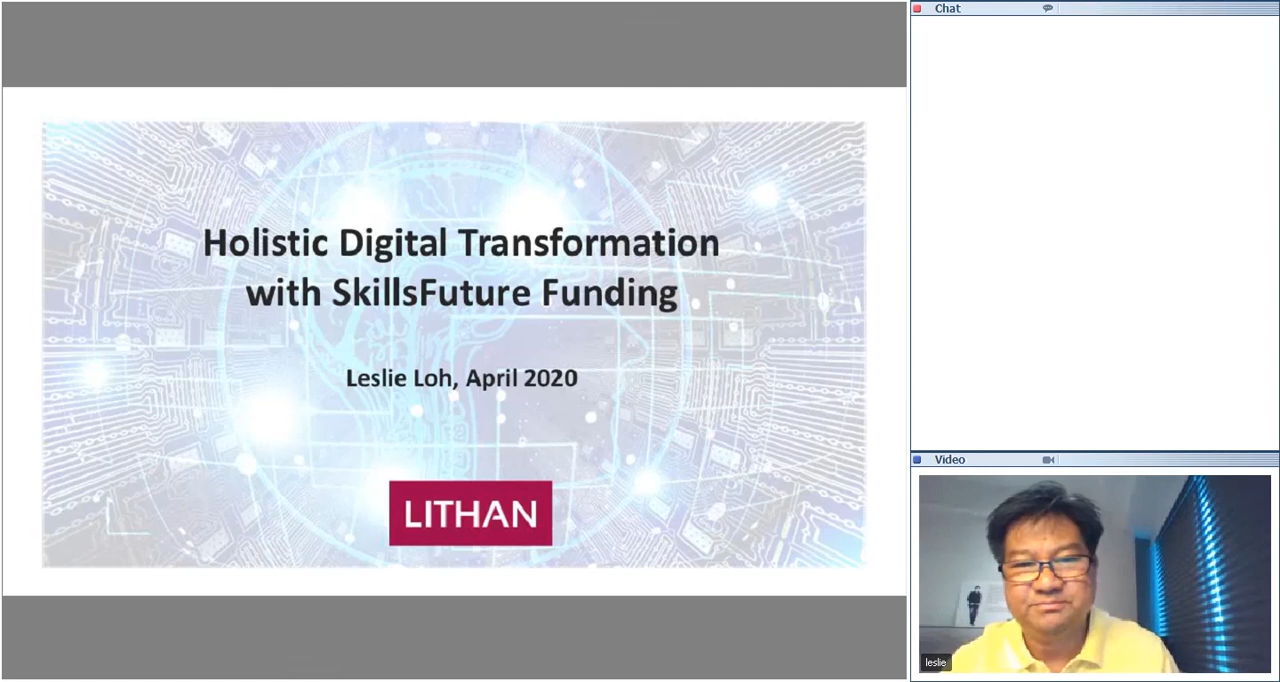 Holistic Digital Transformation
with SkillsFuture Funding
Leslie Loh, April 2020
LITHAN
Chat
Video
leslie